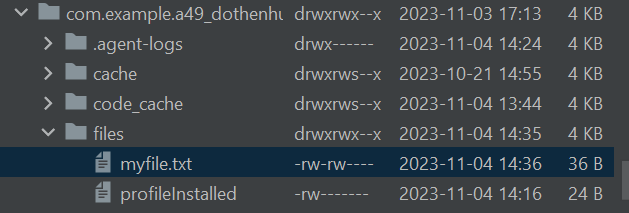 com.example.a49_dothenhu drwxrwx--x 2023-11-03 17:13 4 KB
.agent-logs drwx------ 2023-11-04 14:24 4 KB
cache drwxrws--x 2023-10-21 14:55 4 KB
code_cache drwxrws--x 2023-11-04 13:44 4 KB
files drwxrwx--x 2023-11-04 14:35 4 KB
myfile.txt -rw-rw---- 2023-11-04 14:36 36 B
profileInstalled -rw------- 2023-11-04 14:16 24 B